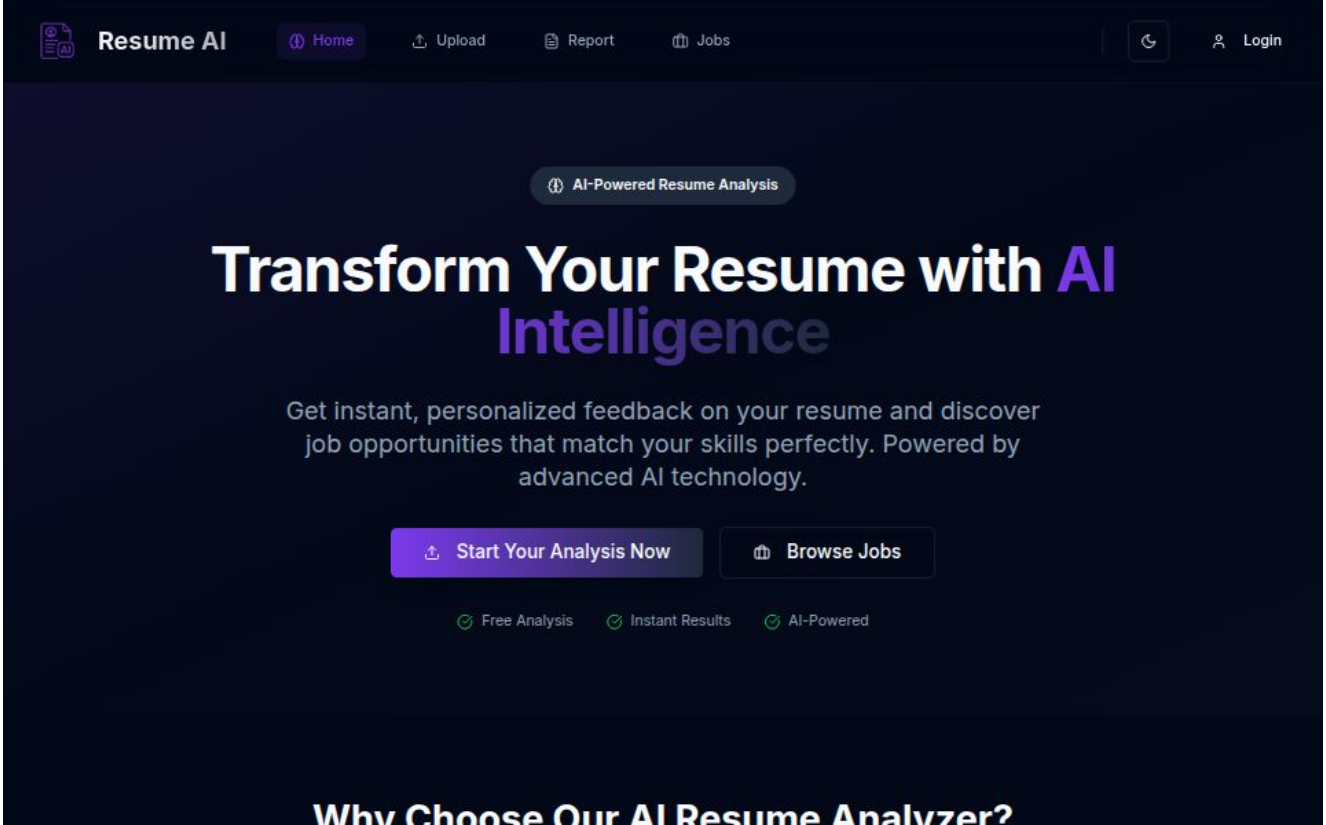 AI
Resume AI
Home
Upload
Report
Jobs
Login
AI-Powered Resume Analysis
Transform Your Resume with AI
Intelligence
Get instant, personalized feedback on your resume and discover
job opportunities that match your skills perfectly. Powered by
advanced AI technology.
Start Your Analysis Now
Browse Jobs
Free Analysis
Instant Results
AI-Powered
Why Choose Our AI Resume Analyzer?